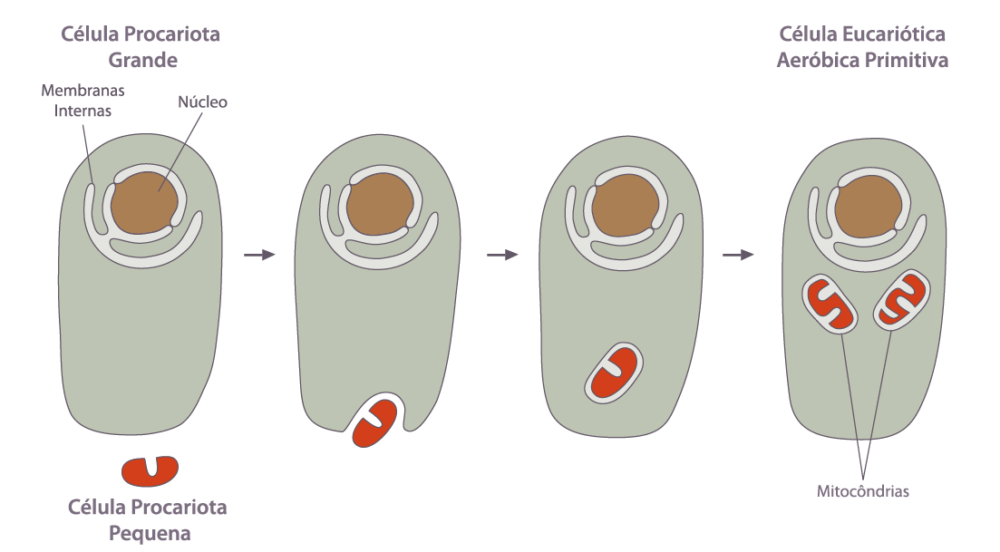 Célula Procariota
Grande
Membranas
Internas
Núcleo
Célula Eucariótica
Aeróbica Primitiva
Mitocôndrias
Célula Procariota
Pequena